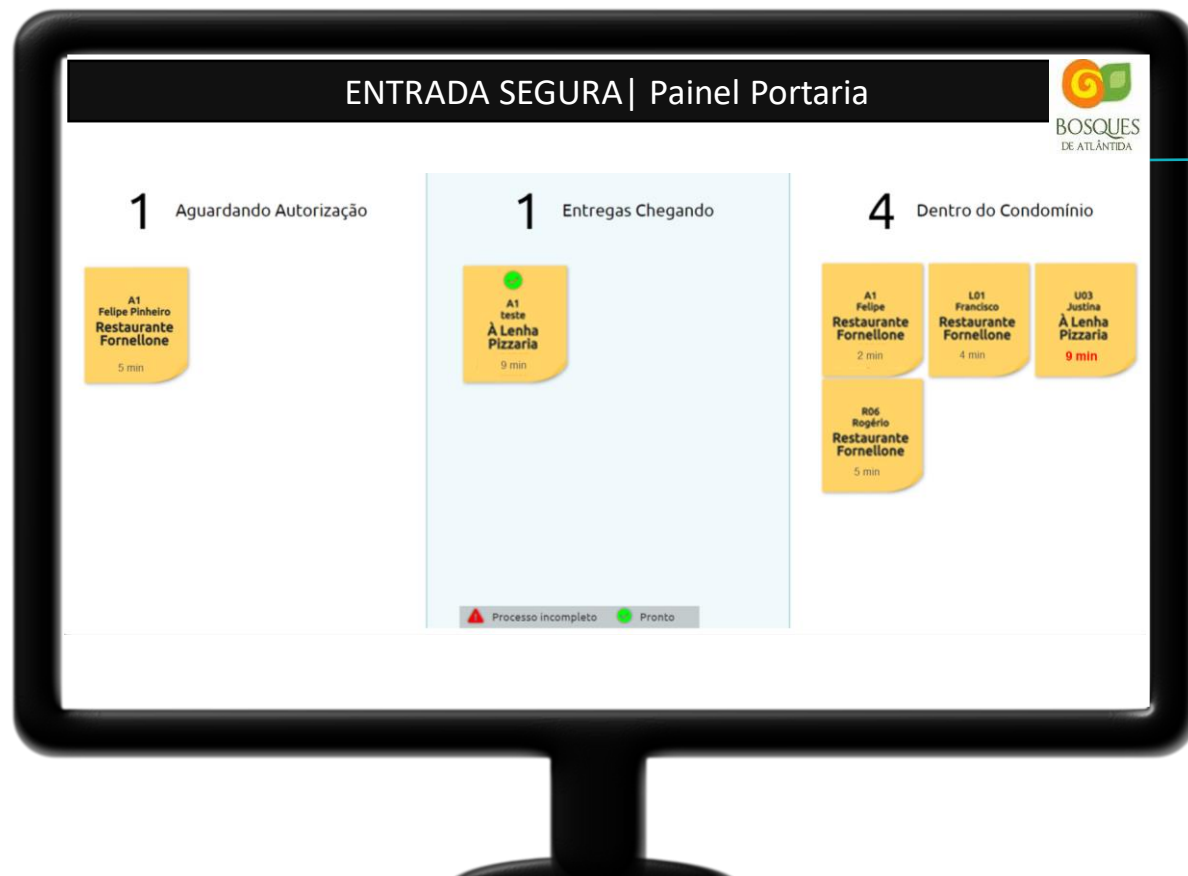 ENTRADA SEGURA| Painel Portaria
BOSQUES
DE ATLÂNTIDA
1 Aguardando Autorização
A1
Felipe Pinheiro
Restaurante
Fornellone
5 min
1 Entregas Chegando
A1
teste
À Lenha
Pizzaria
9 min
Processo incompleto Pronto
4 Dentro do Condomínio
A1
Felipe
Restaurante
Fornellone
2 min
L01
Francisco
Restaurante
Fornellone
4 min
U03
Justina
À Lenha
Pizzaria
9 min
R06
Rogério
Restaurante
Fornellone
5 min